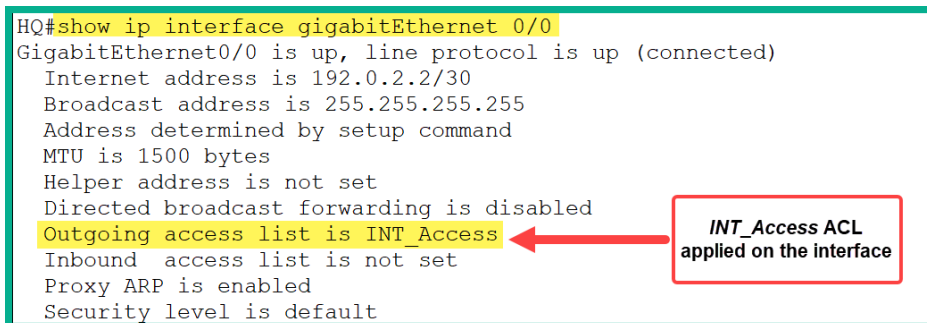 HQ#show ip interface gigabitEthernet 0/0
GigabitEthernet0/0 is up, line protocol is up (connected)
Internet address is 192.0.2.2/30
Broadcast address is 255.255.255.255
Address determined by setup command
MTU is 1500 bytes
Helper address is not set
Directed broadcast forwarding is disabled
Outgoing access list is INT_Access
Inbound  access list is not set
Proxy ARP is enabled
Security level is default
INT_Access ACL
applied on the interface